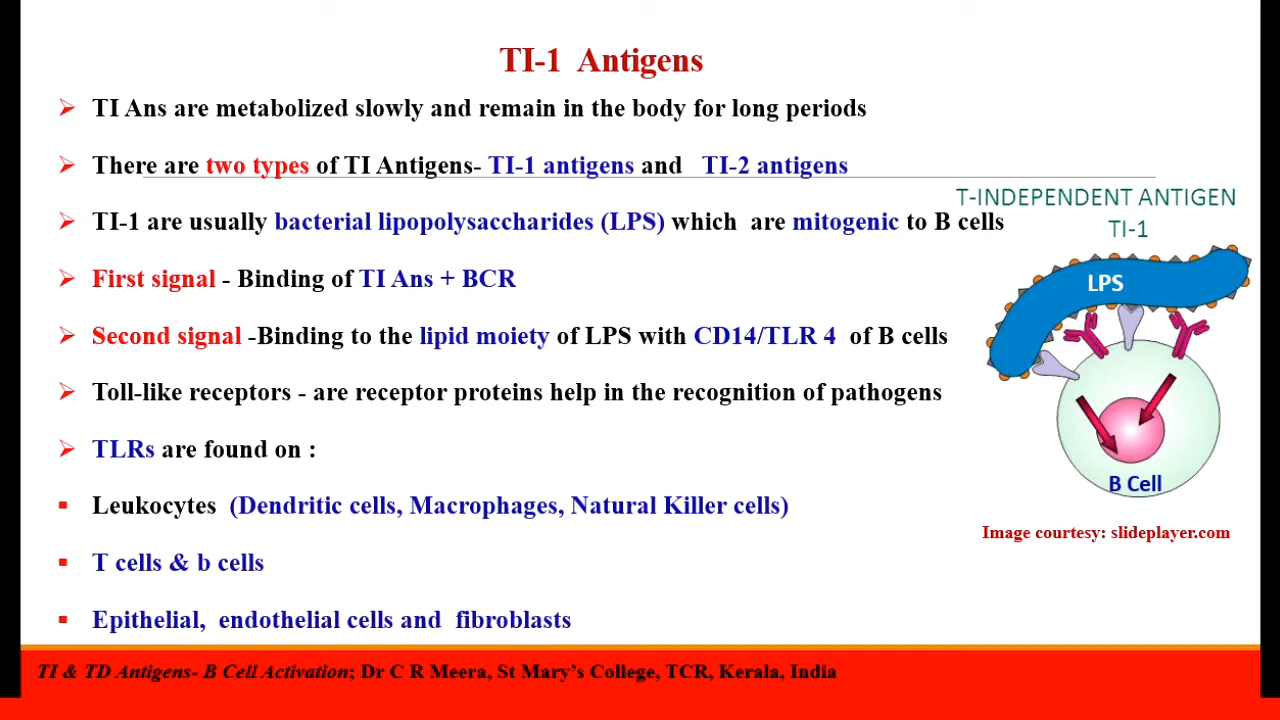 TI-1 Antigens
TI Ans are metabolized slowly and remain in the body for long periods
There are two types of TI Antigens- TI-1 antigens and TI-2 antigens
TI-1 are usually bacterial lipopolysaccharides (LPS) which are mitogenic to B cells
First signal - Binding of TI Ans + BCR
Second signal -Binding to the lipid moiety of LPS with CD14/TLR 4 of B cells
Toll-like receptors - are receptor proteins help in the recognition of pathogens
TLRs are found on :
Leukocytes (Dendritic cells, Macrophages, Natural Killer cells)
T cells & b cells
Epithelial, endothelial cells and fibroblasts
T-INDEPENDENT ANTIGEN
TI-1
LPS
B Cell
Image courtesy: slideplayer.com
TI & TD Antigens- B Cell Activation; Dr C R Meera, St Mary's College, TCR, Kerala, India